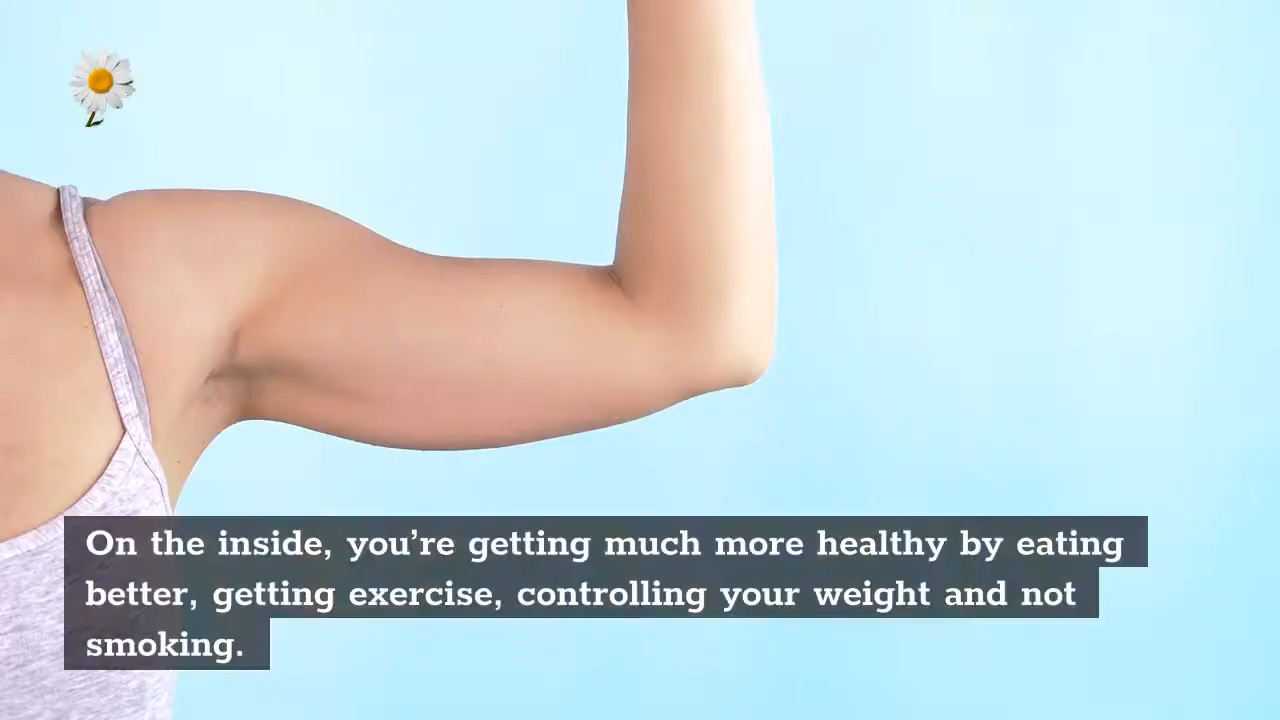 On the inside, you’re getting much more healthy by eating
better, getting exercise, controlling your weight and not
smoking.